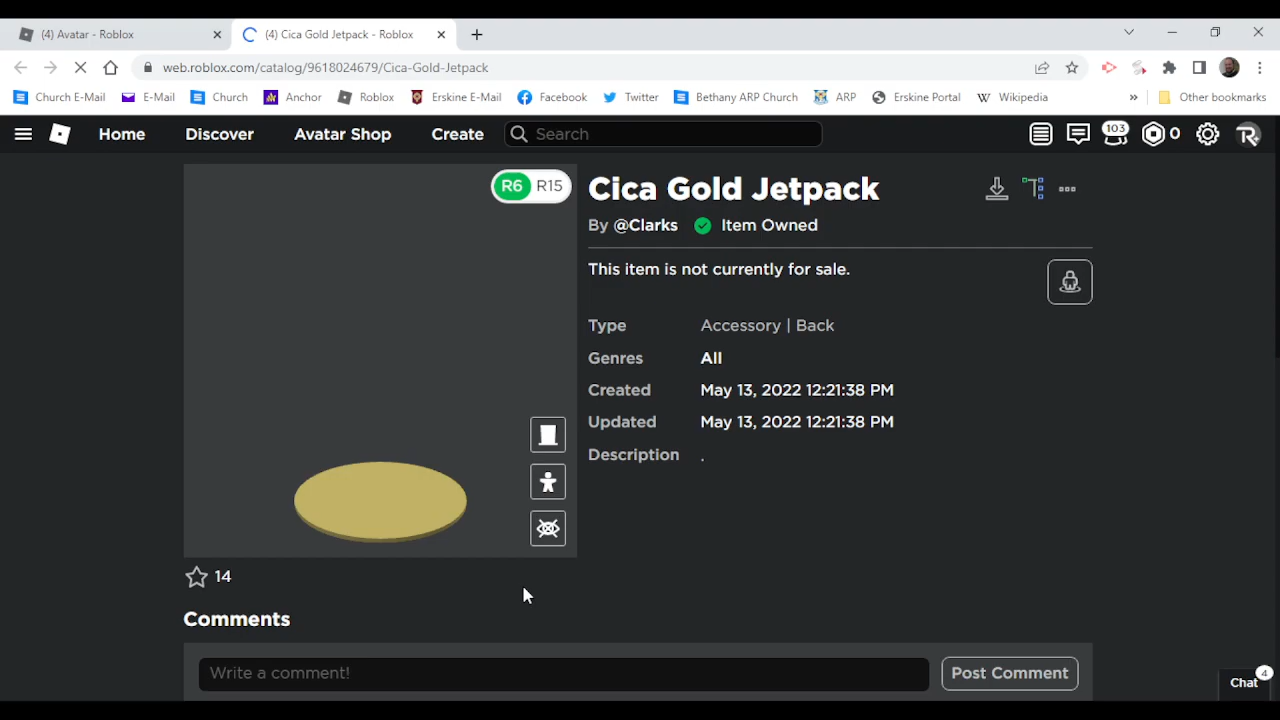 (4) Avatar - Roblox
(4) Cica Gold Jetpack - Roblox
web.roblox.com/catalog/9618024679/Cica-Gold-Jetpack
Church E-Mail E-Mail Church Anchor Roblox Erskine E-Mail Facebook Twitter Bethany ARP Church ARP Erskine Portal Wikipedia » Other bookmarks
Home Discover Avatar Shop Create Search 103 0
R6 R15
Cica Gold Jetpack
By @Clarks Item Owned
This item is not currently for sale.
Type Accessory | Back
Genres All
Created May 13, 2022 12:21:38 PM
Updated May 13, 2022 12:21:38 PM
Description .
14
Comments
Write a comment! Post Comment
Chat 4